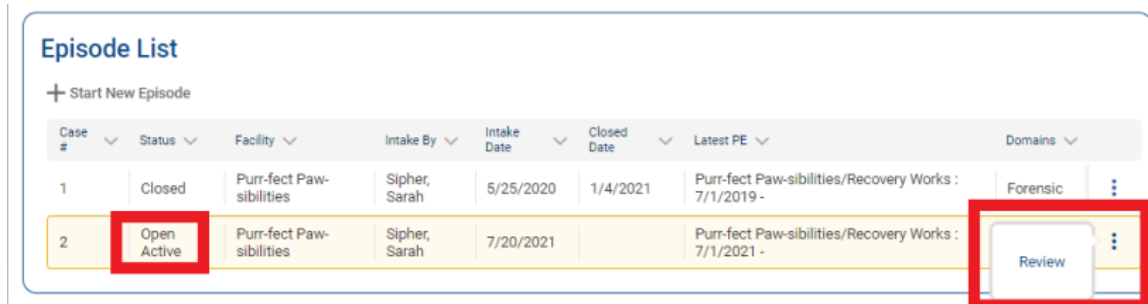 Episode List
Start New Episode
Case # Status Facility Intake By Intake Date Closed Date Latest PE Domains
1 Closed Purr-fect Paw-sibilities Sipher, Sarah 5/25/2020 1/4/2021 Purr-fect Paw-sibilities/Recovery Works : 7/1/2019 - Forensic
2 Open Active Purr-fect Paw-sibilities Sipher, Sarah 7/20/2021 Purr-fect Paw-sibilities/Recovery Works : 7/1/2021 -
Review